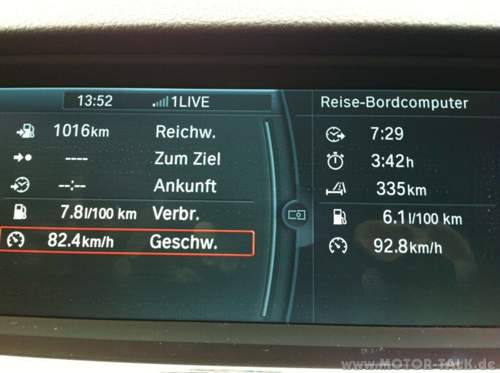 13:52 1LIVE
1016km Reichw.
---- Zum Ziel
--:-- Ankunft
7.8l/100 km Verbr.
82.4km/h Geschw.
Reise-Bordcomputer
7:29
3:42h
335km
6.1l/100 km
92.8km/h
www.MOTOR-TALK.de